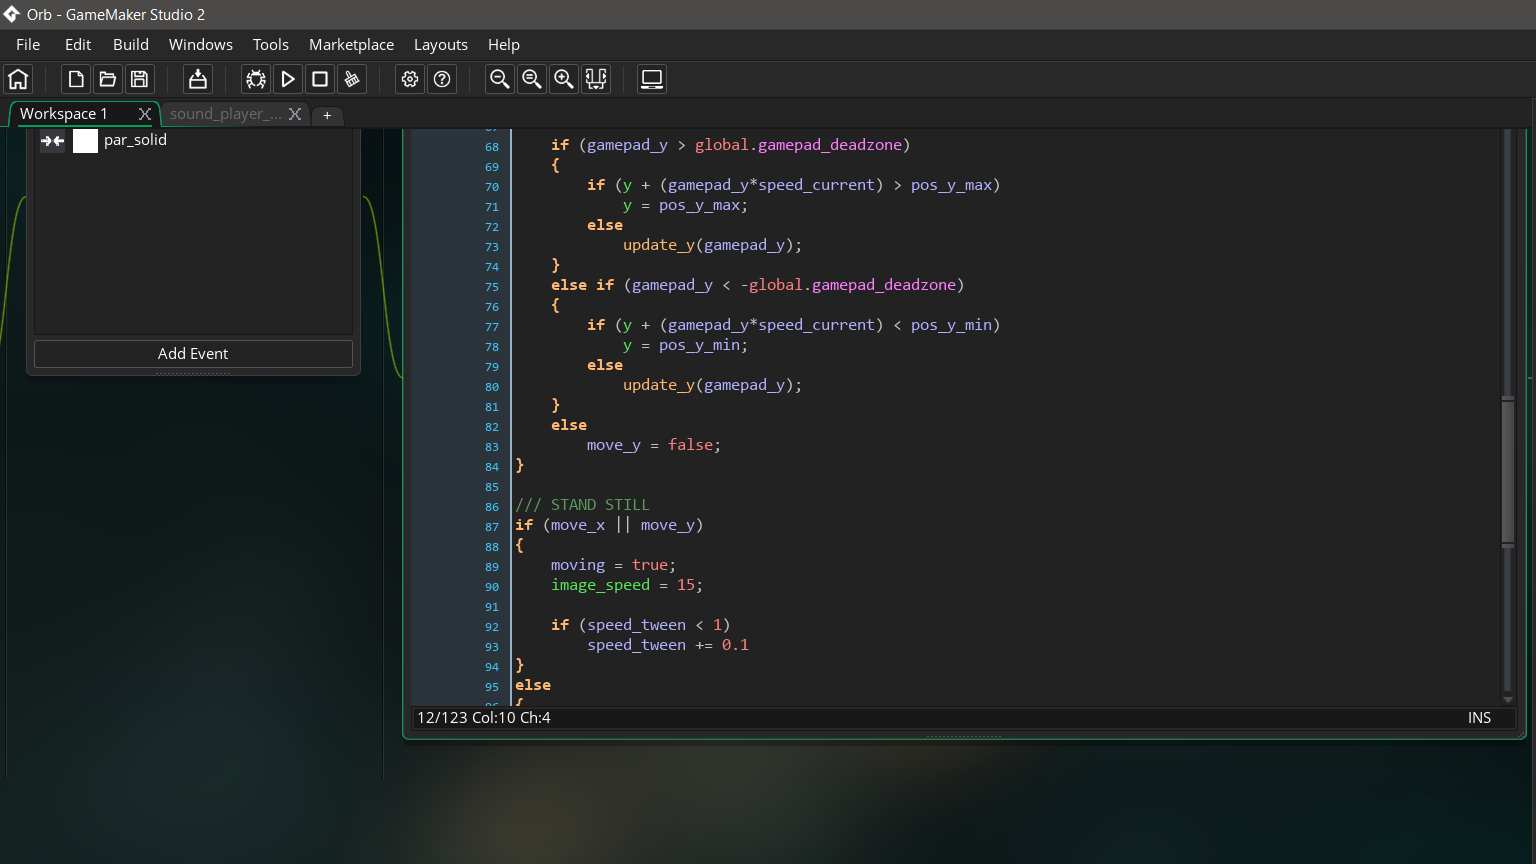 Orb - GameMaker Studio 2
File Edit Build Windows Tools Marketplace Layouts Help
Workspace 1 X sound_player_... X +
par_solid
Add Event
68 if (gamepad_y > global.gamepad_deadzone)
69 {
70 if (y + (gamepad_y*speed_current) > pos_y_max)
71 y = pos_y_max;
72 else
73 update_y(gamepad_y);
74 }
75 else if (gamepad_y < -global.gamepad_deadzone)
76 {
77 if (y + (gamepad_y*speed_current) < pos_y_min)
78 y = pos_y_min;
79 else
80 update_y(gamepad_y);
81 }
82 else
83 move_y = false;
84 }
85
86 /// STAND STILL
87 if (move_x || move_y)
88 {
89 moving = true;
90 image_speed = 15;
91
92 if (speed_tween < 1)
93 speed_tween += 0.1
94 }
95 else
{
12/123 Col:10 Ch:4 INS